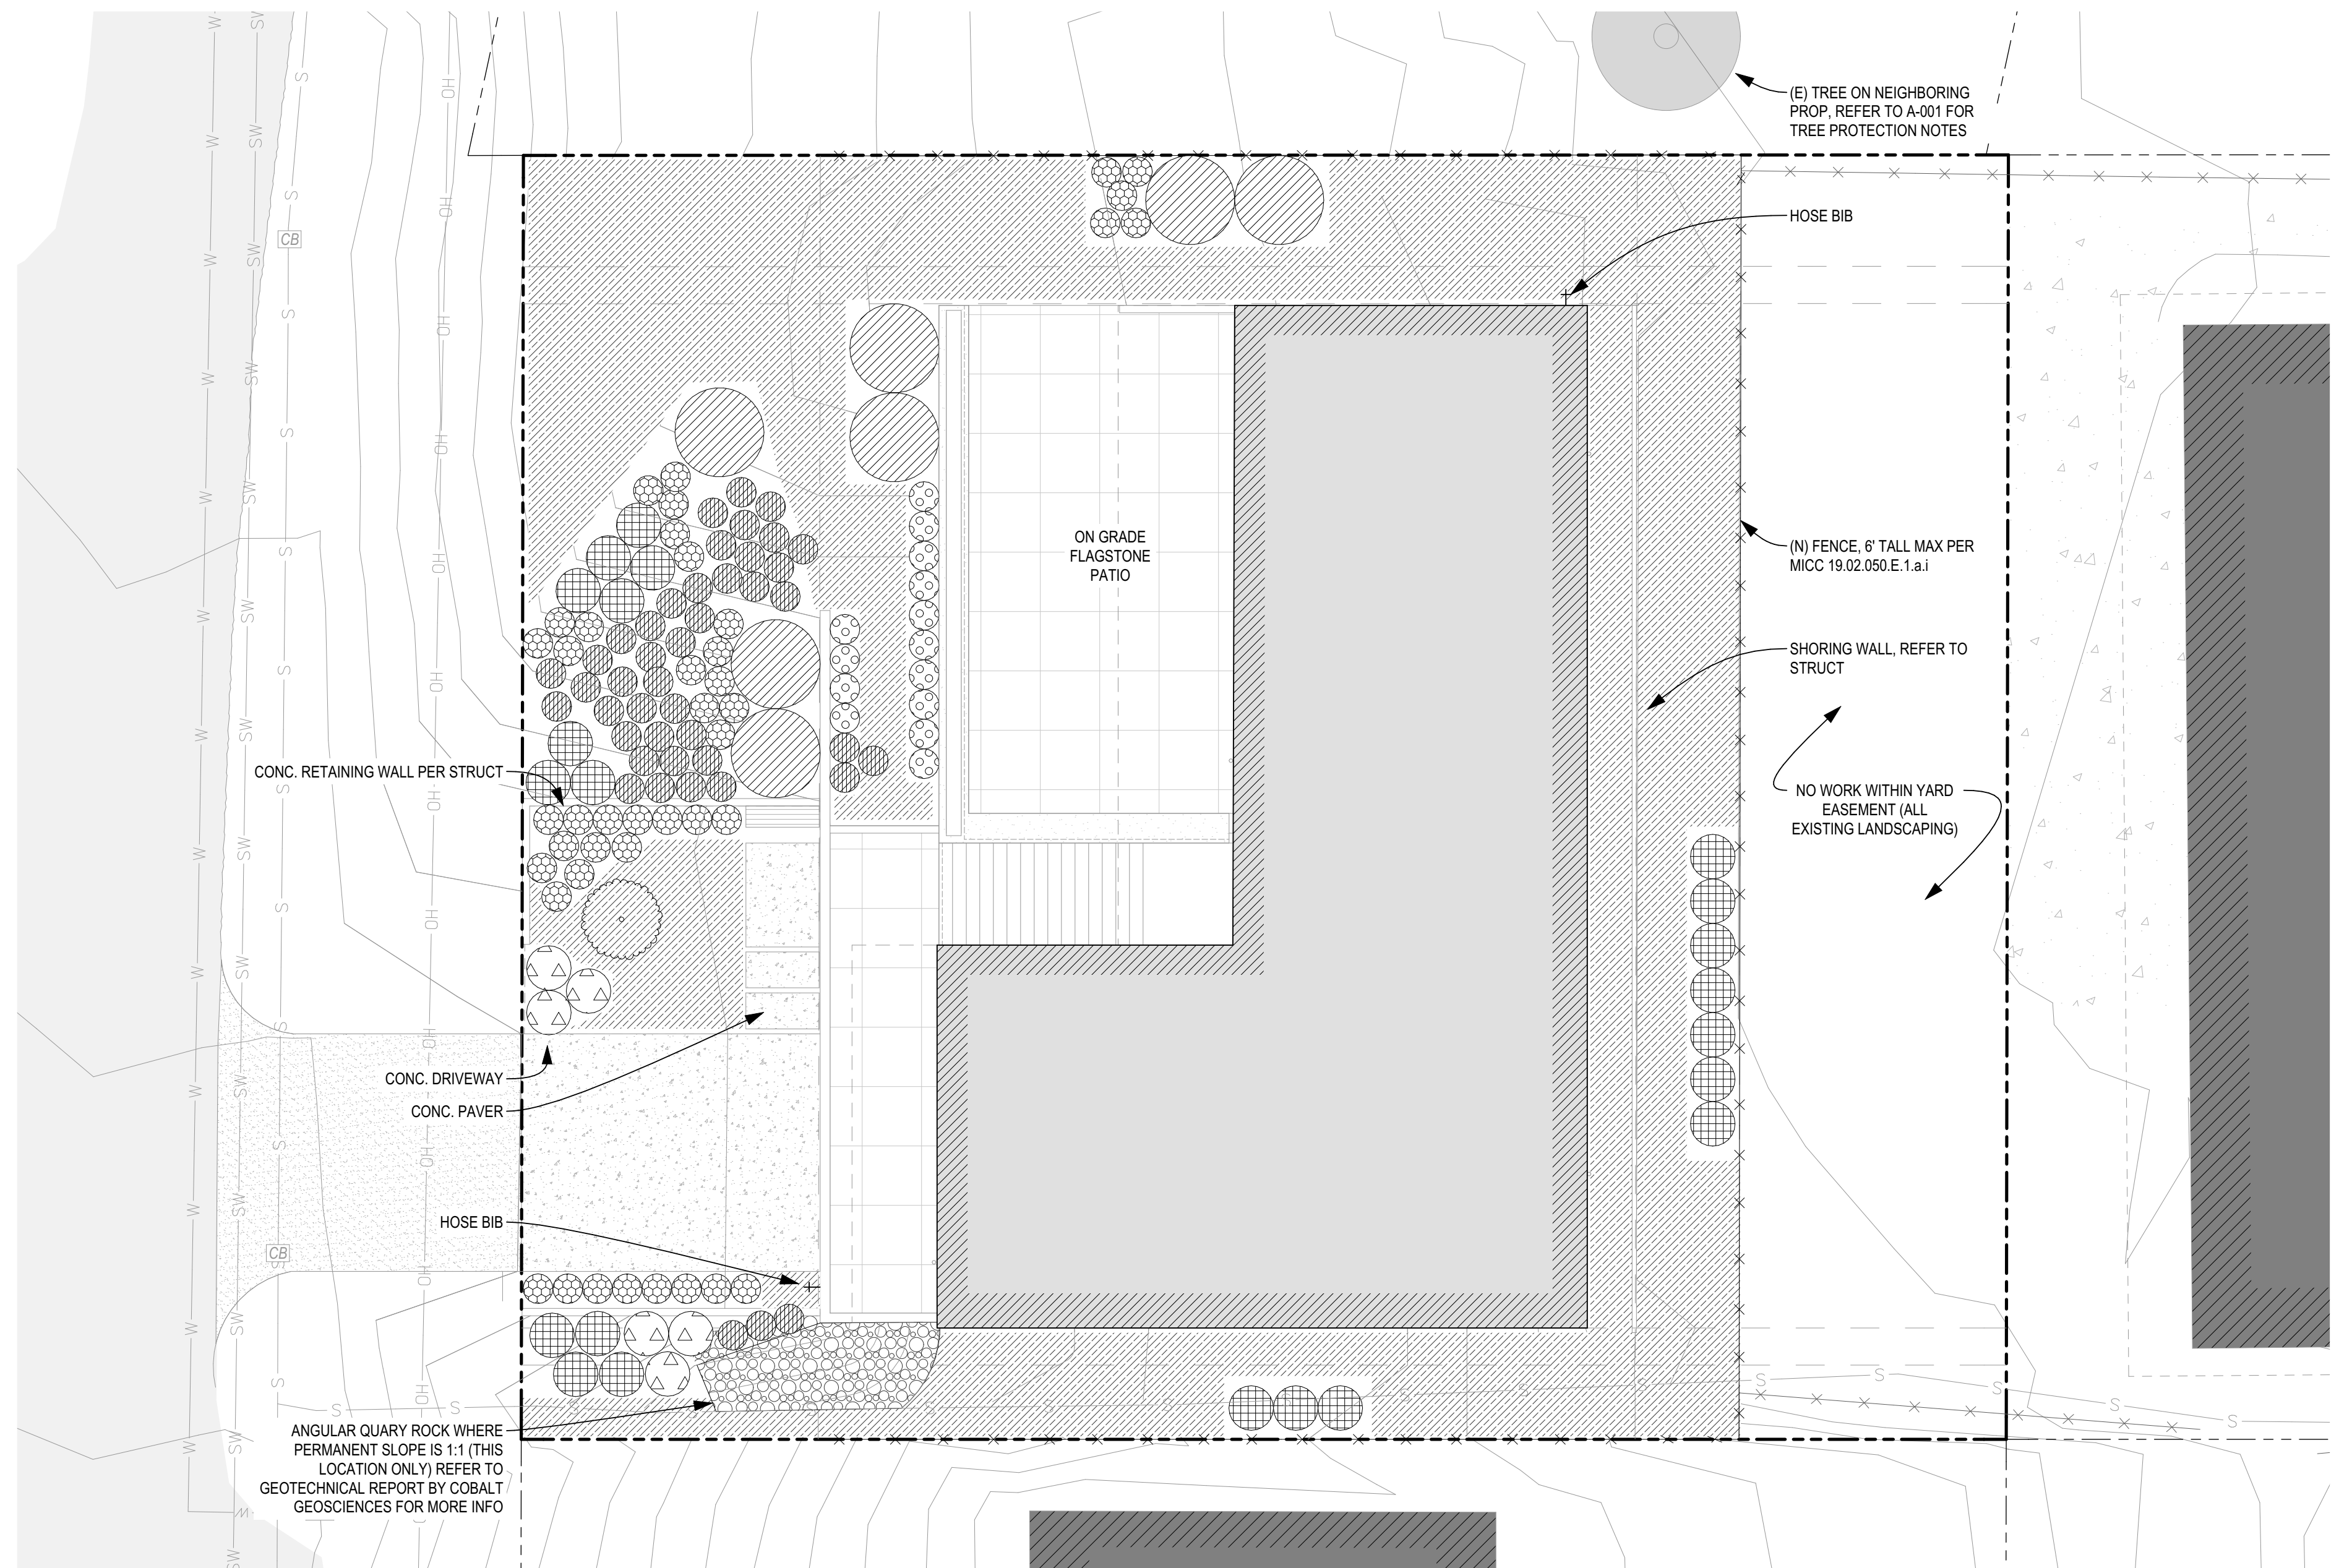 (E) TREE ON NEIGHBORING
PROP, REFER TO A-001 FOR
TREE PROTECTION NOTES
HOSE BIB
CB
ON GRADE
FLAGSTONE
PATIO
(N) FENCE, 6' TALL MAX PER
MICC 19.02.050.E.1.a.i
SHORING WALL, REFER TO
STRUCT
CONC. RETAINING WALL PER STRUCT
NO WORK WITHIN YARD
EASEMENT (ALL
EXISTING LANDSCAPING)
CONC. DRIVEWAY
CONC. PAVER
HOSE BIB
CB
ANGULAR QUARY ROCK WHERE
PERMANENT SLOPE IS 1:1 (THIS
LOCATION ONLY) REFER TO
GEOTECHNICAL REPORT BY COBALT
GEOSCIENCES FOR MORE INFO